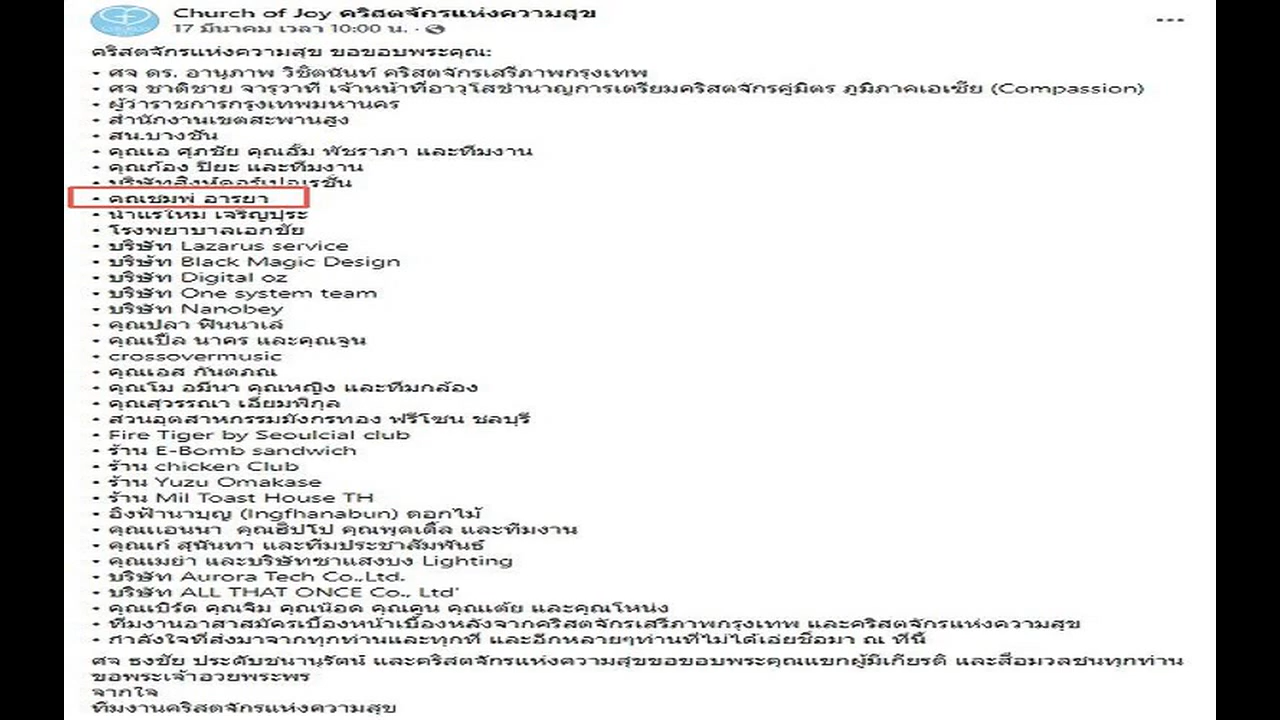 Church of Joy คริสตจักรแห่งความสุข
17 มีนาคม เวลา 10:00 น. ·
คริสตจักรแห่งความสุข ขอขอบพระคุณ:
• ศจ ดร. อานุภาพ วิชิตนันท์ คริสตจักรเสรีภาพกรุงเทพ
• ศจ ชาติชาย จารุวาที เจ้าหน้าที่อาวุโสชำนาญการเตรียมคริสตจักรคู่มิตร ภูมิภาคเอเชีย (Compassion)
• ผู้ว่าราชการกรุงเทพมหานคร
• สำนักงานเขตสะพานสูง
• สน.บางชัน
• คุณเอ ศุภชัย คุณอั้ม พัชราภา และทีมงาน
• คุณก้อง ปิยะ และทีมงาน
• บริษัทสิงห์คอร์เปอเรชั่น
• คุณชมพู่ อารยา
• น้าแรใหม เจริญปุระ
• โรงพยาบาลเอกชัย
• บริษัท Lazarus service
• บริษัท Black Magic Design
• บริษัท Digital oz
• บริษัท One system team
• บริษัท Nanobey
• คุณปลา ฟินนาเล่
• คุณเปิ้ล นาคร และคุณจูน
• crossovermusic
• คุณเอส กันตภณ
• คุณโม อมีนา คุณหญิง และทีมกล้อง
• คุณสุวรรณา เอี่ยมพิกุล
• สวนอุตสาหกรรมมังกรทอง ฟรีโซน ชลบุรี
• Fire Tiger by Seoulcial club
• ร้าน E-Bomb sandwich
• ร้าน chicken Club
• ร้าน Yuzu Omakase
• ร้าน Mil Toast House TH
• อิงฟ้านาบุญ (Ingfhanabun) ดอกไม้
• คุณแอนนา คุณฮิปโป คุณพุดเดิ้ล และทีมงาน
• คุณเก๋ สุนันทา และทีมประชาสัมพันธ์
• คุณเมย่า และบริษัทซาแสงบง Lighting
• บริษัท Aurora Tech Co.,Ltd.
• บริษัท ALL THAT ONCE Co., Ltd'
• คุณเบิร์ด คุณจิม คุณน๊อค คุณคูน คุณเต้ย และคุณโหน่ง
• ทีมงานอาสาสมัครเบื้องหน้าเบื้องหลังจากคริสตจักรเสรีภาพกรุงเทพ และคริสตจักรแห่งความสุข
• กำลังใจที่ส่งมาจากทุกท่านและทุกที่ และอีกหลายๆท่านที่ไม่ได้เอ่ยชื่อมา ณ ที่นี้
ศจ ธงชัย ประดับชนานุรัตน์ และคริสตจักรแห่งความสุขขอขอบพระคุณแขกผู้มีเกียรติ และสื่อมวลชนทุกท่าน
ขอพระเจ้าอวยพระพร
จากใจ
ทีมงานคริสตจักรแห่งความสุข